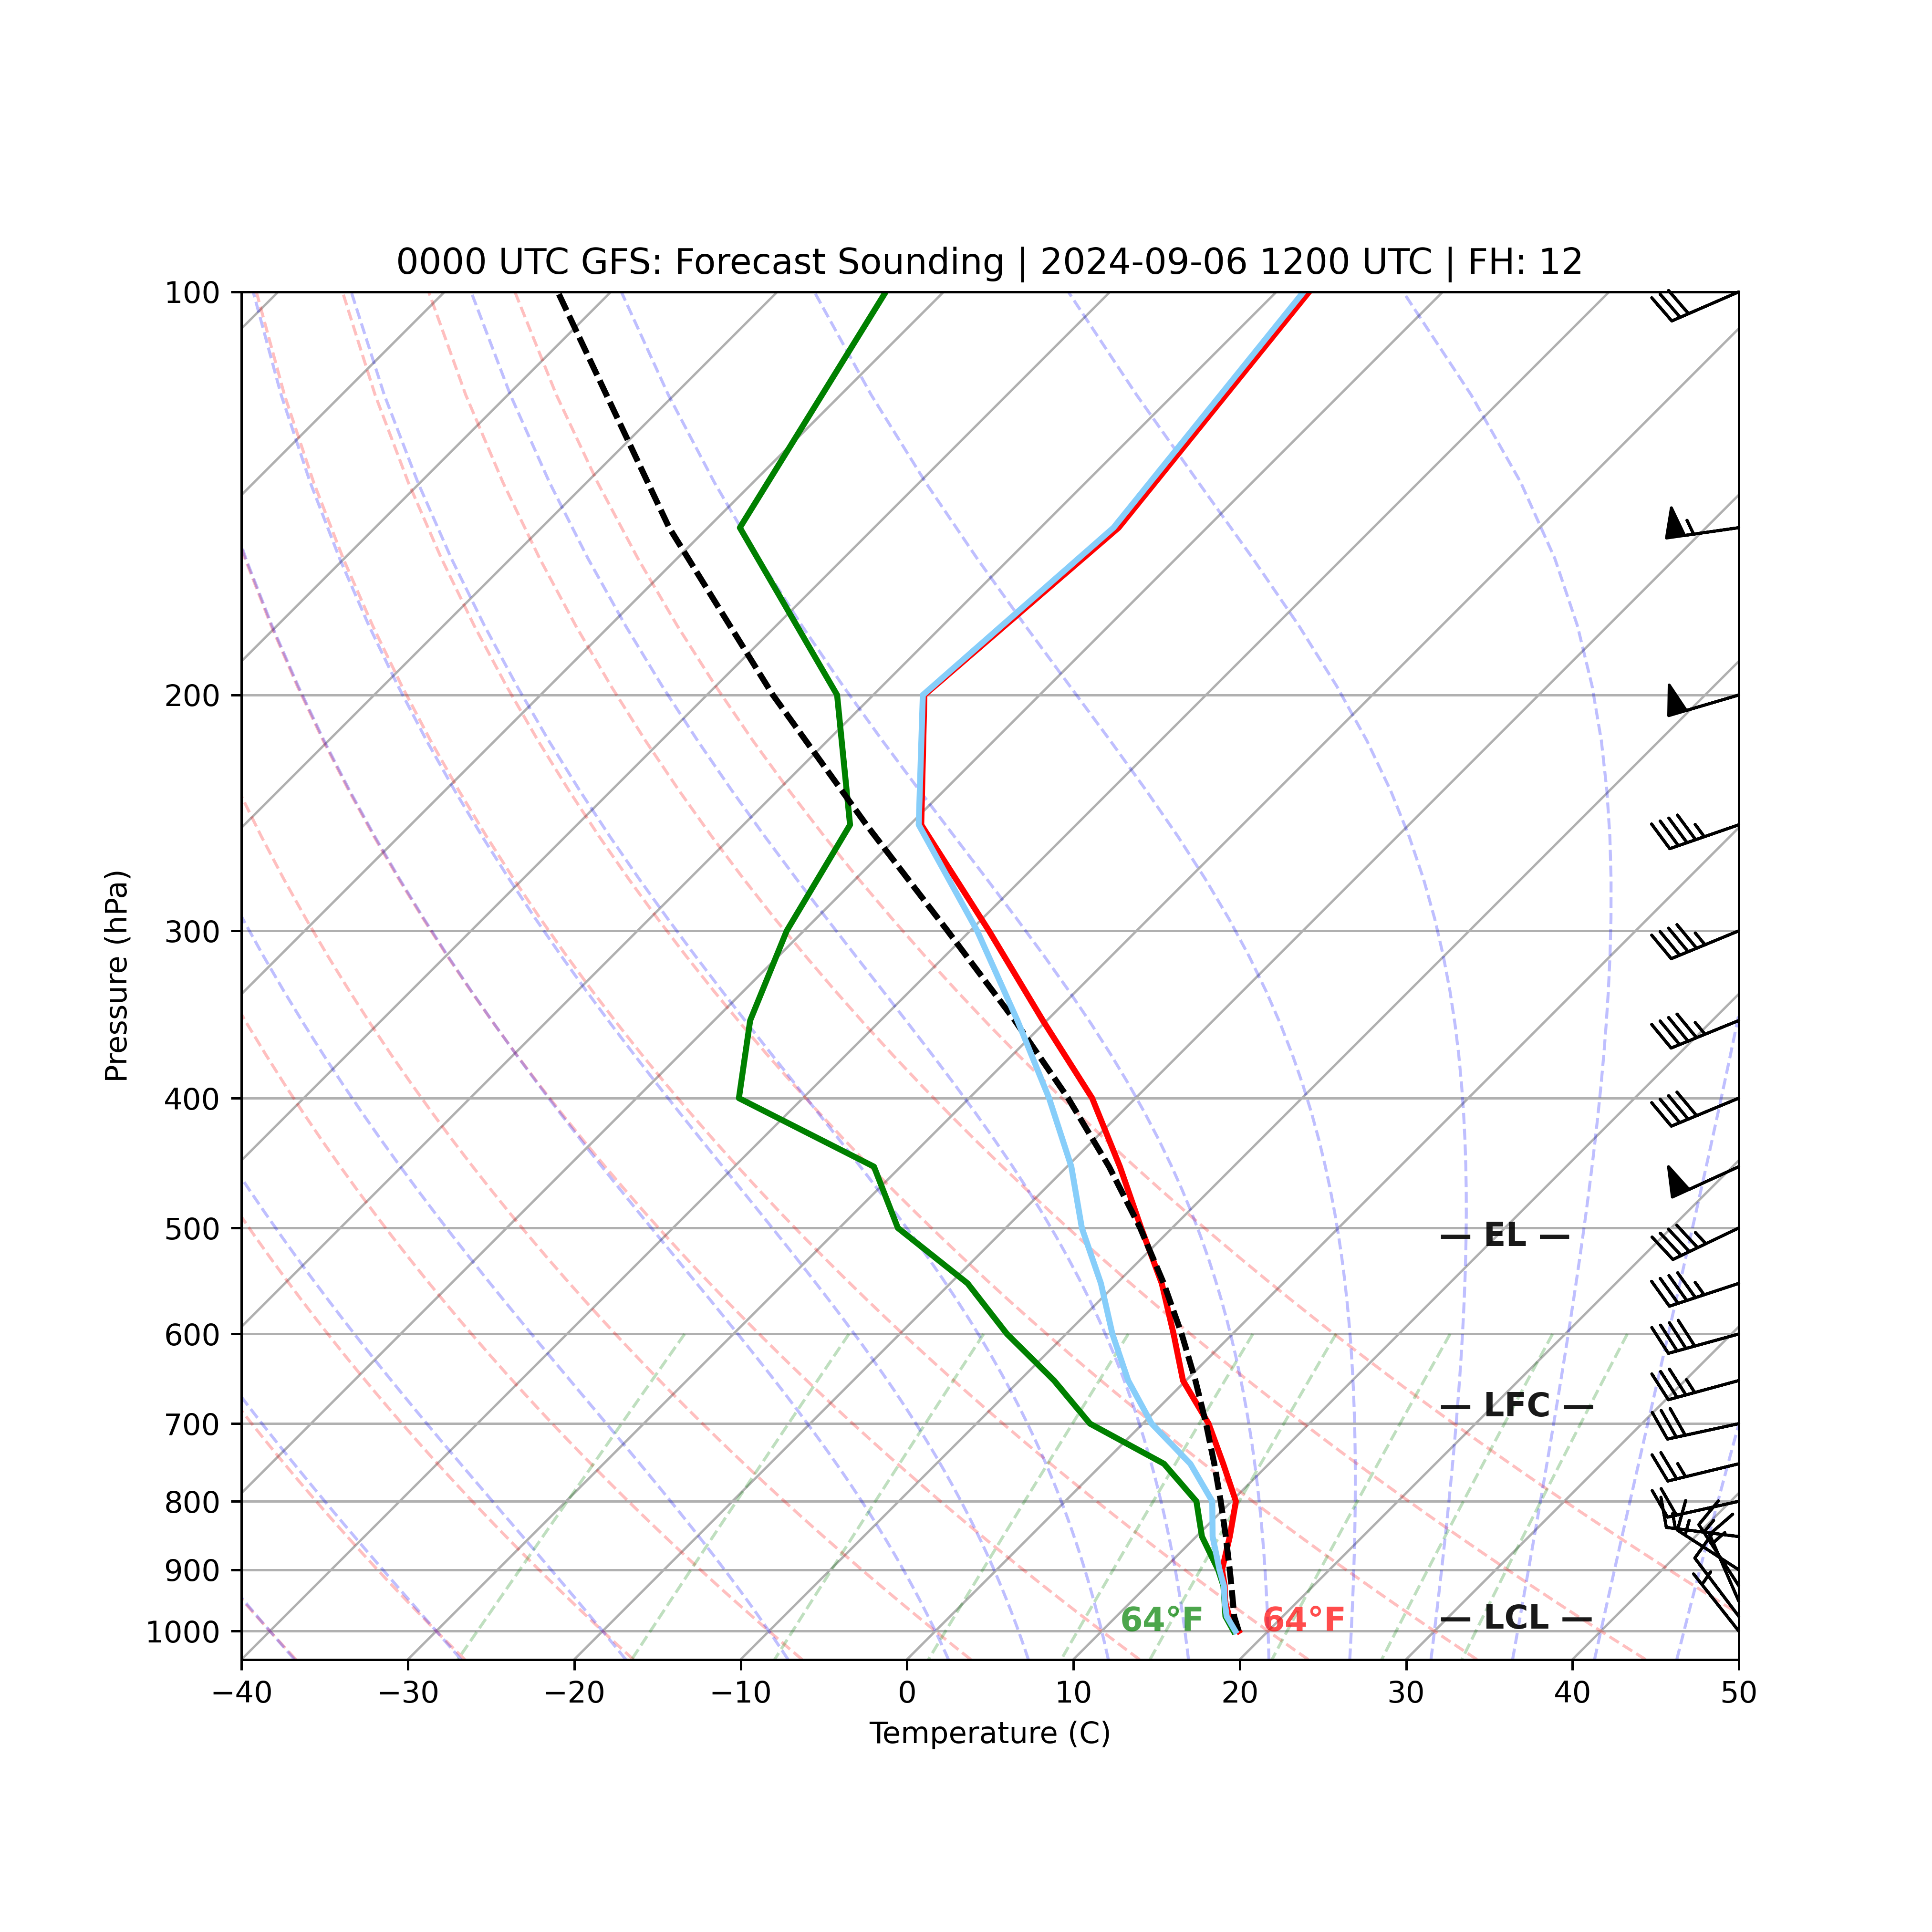 0000 UTC GFS: Forecast Sounding | 2024-09-06 1200 UTC | FH: 12
100
200
300
400
500
600
700
800
900
1000
Pressure (hPa)
— EL —
— LFC —
— LCL —
64°F 64°F
−40 −30 −20 −10 0 10 20 30 40 50
Temperature (C)